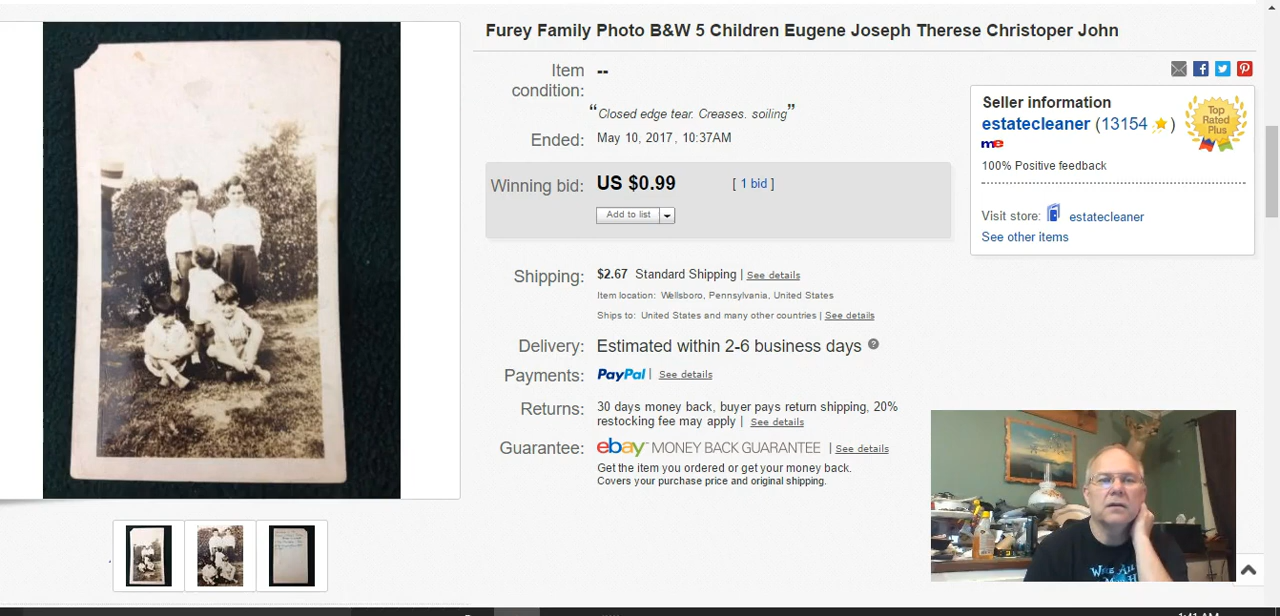 Furey Family Photo B&W 5 Children Eugene Joseph Therese Christoper John
Item condition: --
“Closed edge tear. Creases. soiling”
Ended: May 10, 2017, 10:37AM
Winning bid: US $0.99 [ 1 bid ]
Add to list
Shipping: $2.67 Standard Shipping | See details
Item location: Wellsboro, Pennsylvania, United States
Ships to: United States and many other countries | See details
Delivery: Estimated within 2-6 business days ?
Payments: PayPal | See details
Returns: 30 days money back, buyer pays return shipping, 20%
restocking fee may apply | See details
Guarantee: ebay MONEY BACK GUARANTEE | See details
Get the item you ordered or get your money back.
Covers your purchase price and original shipping.
Seller information
estatecleaner (13154 )
me
Top
Rated
Plus
100% Positive feedback
Visit store: estatecleaner
See other items